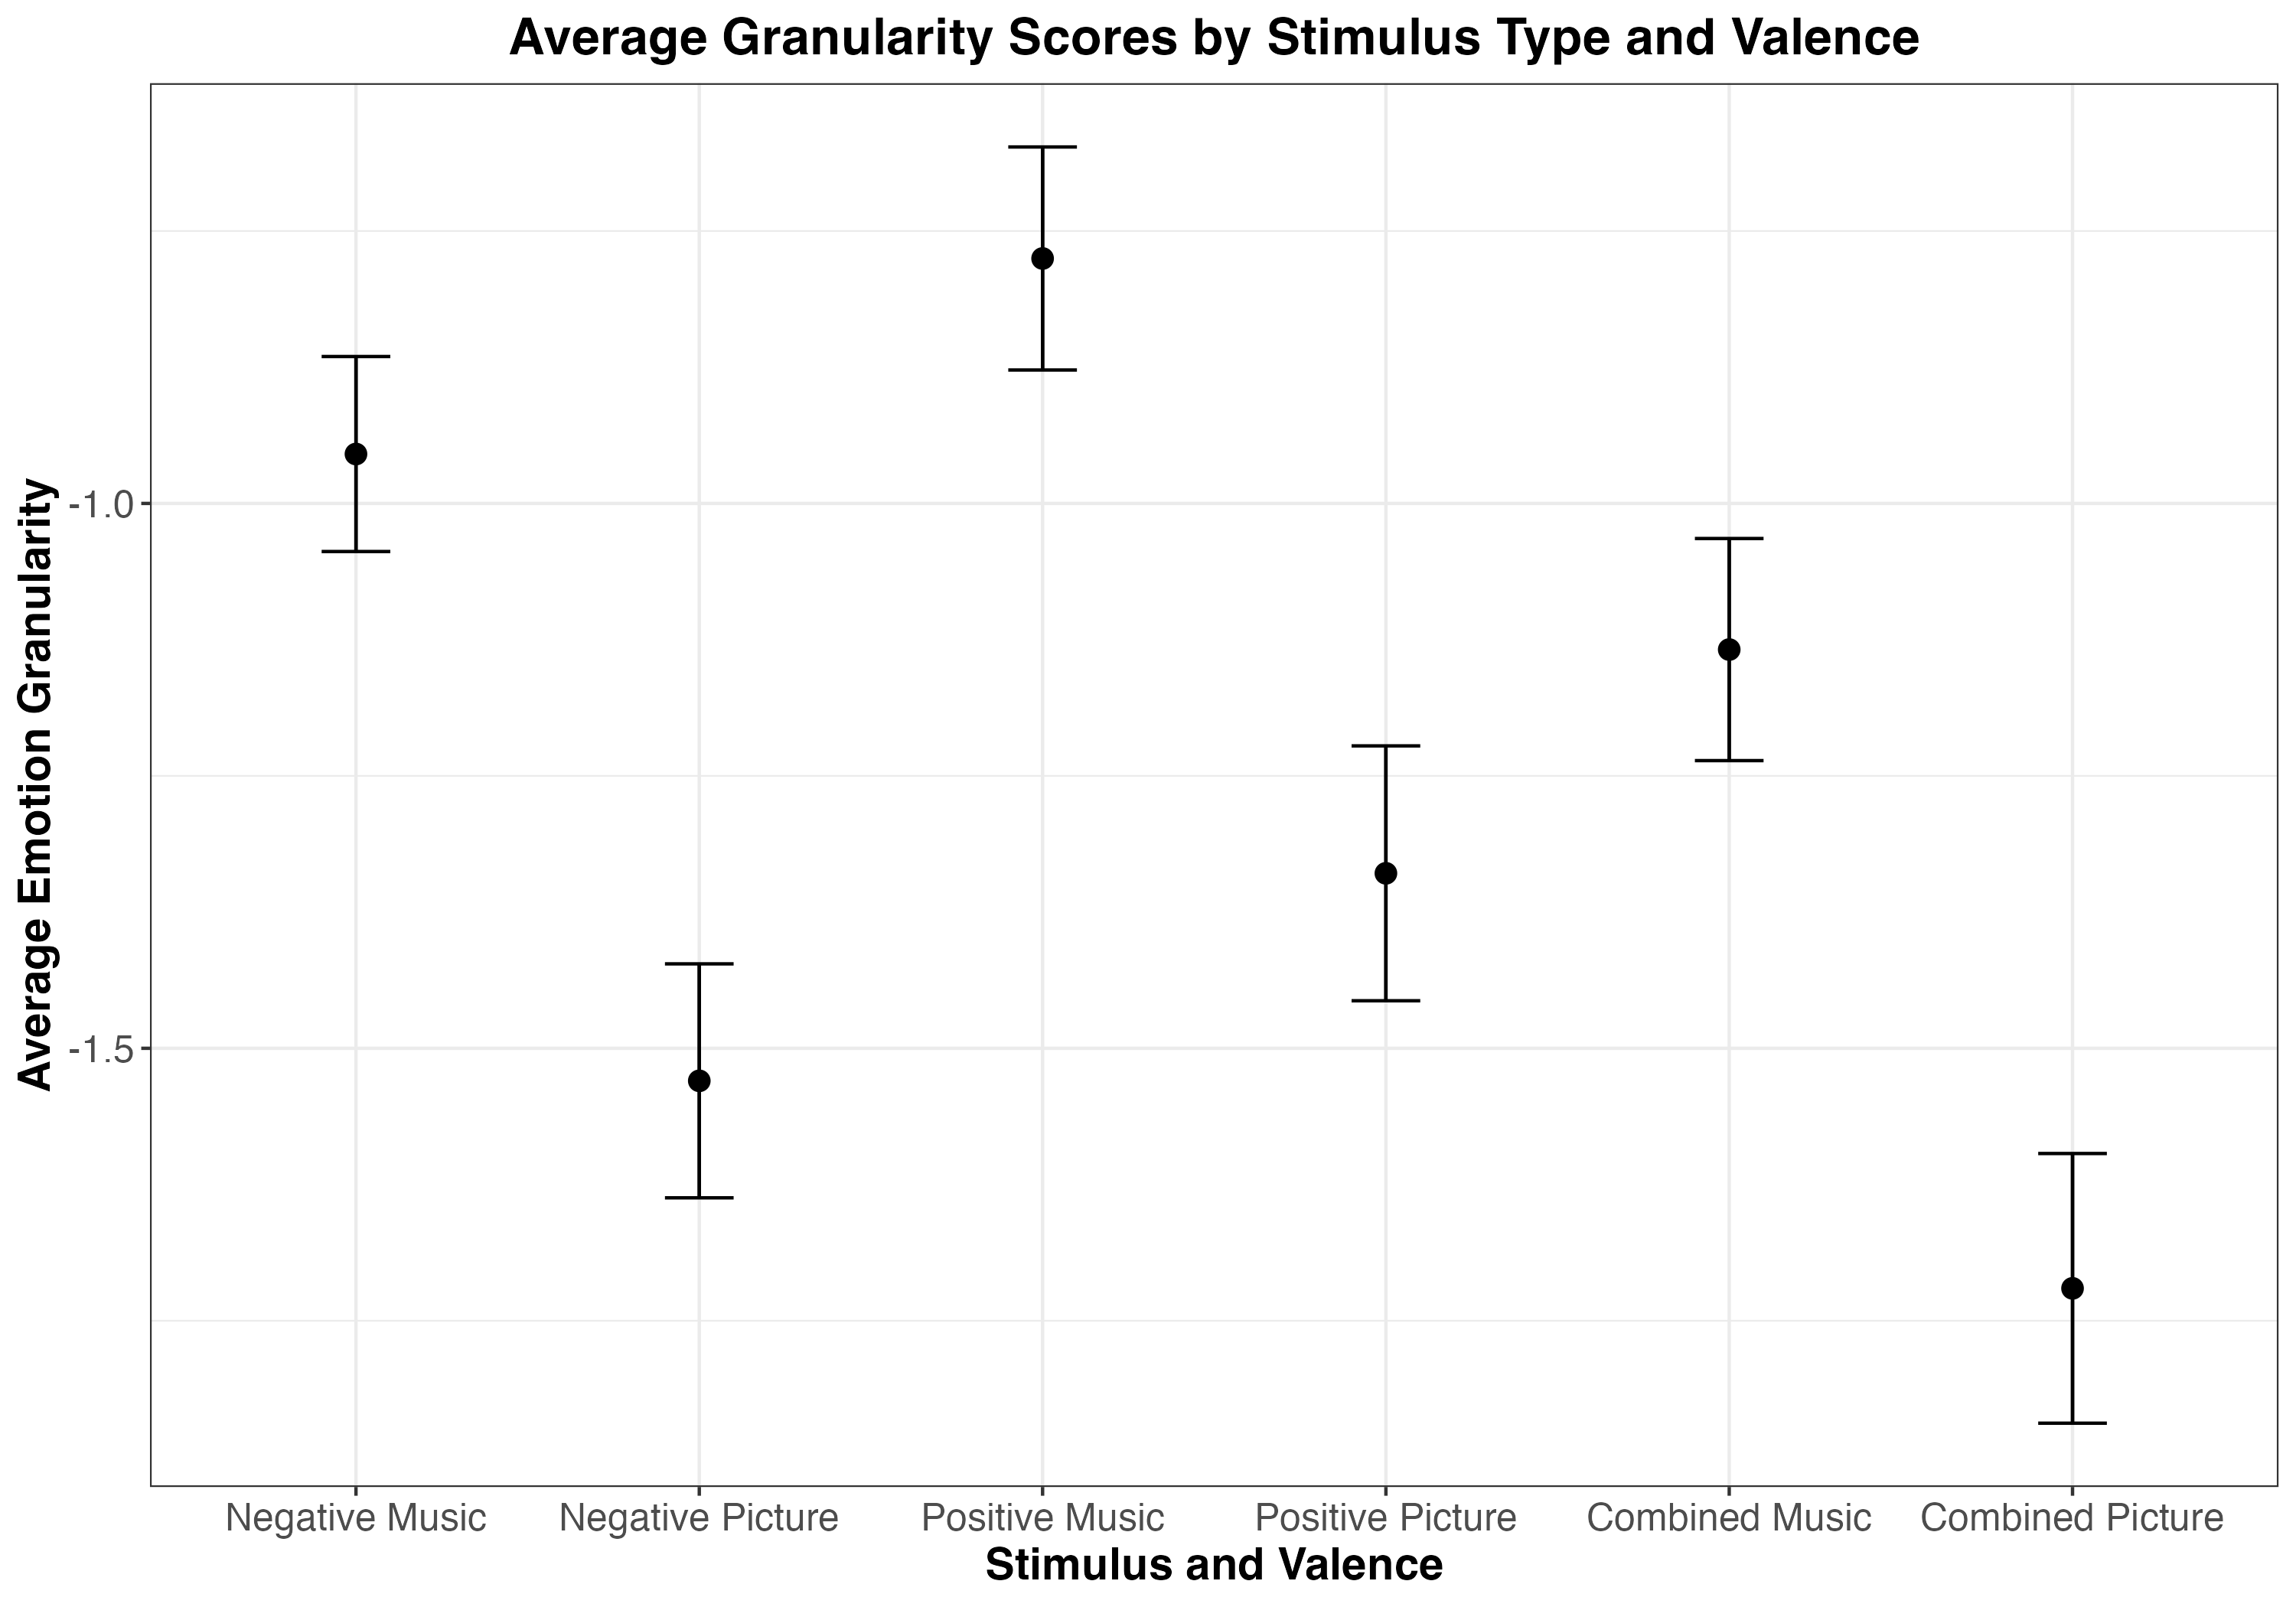 Average Granularity Scores by Stimulus Type and Valence
Average Emotion Granularity
-1.0
-1.5
Negative Music
Negative Picture
Positive Music
Positive Picture
Combined Music
Combined Picture
Stimulus and Valence